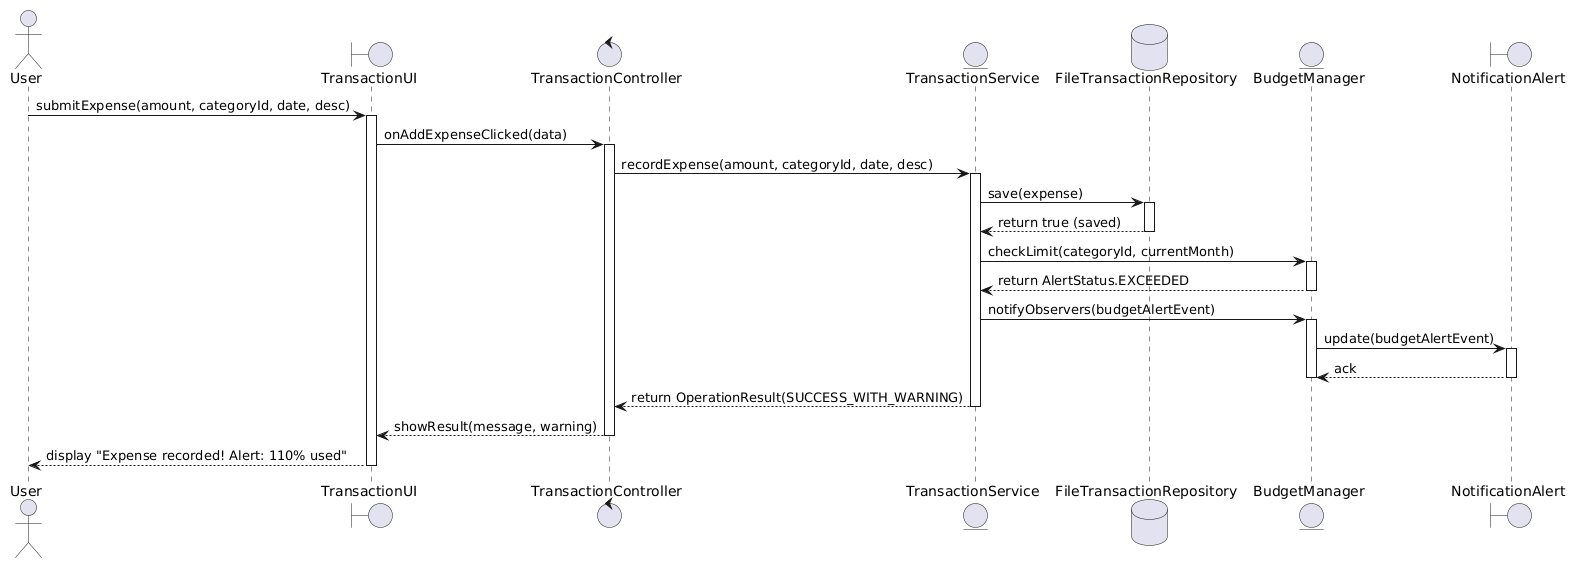 User
TransactionUI
TransactionController
TransactionService
FileTransactionRepository
BudgetManager
NotificationAlert
submitExpense(amount, categoryId, date, desc)
onAddExpenseClicked(data)
recordExpense(amount, categoryId, date, desc)
save(expense)
return true (saved)
checkLimit(categoryId, currentMonth)
return AlertStatus.EXCEEDED
notifyObservers(budgetAlertEvent)
update(budgetAlertEvent)
ack
return OperationResult(SUCCESS_WITH_WARNING)
showResult(message, warning)
display "Expense recorded! Alert: 110% used"
User
TransactionUI
TransactionController
TransactionService
FileTransactionRepository
BudgetManager
NotificationAlert